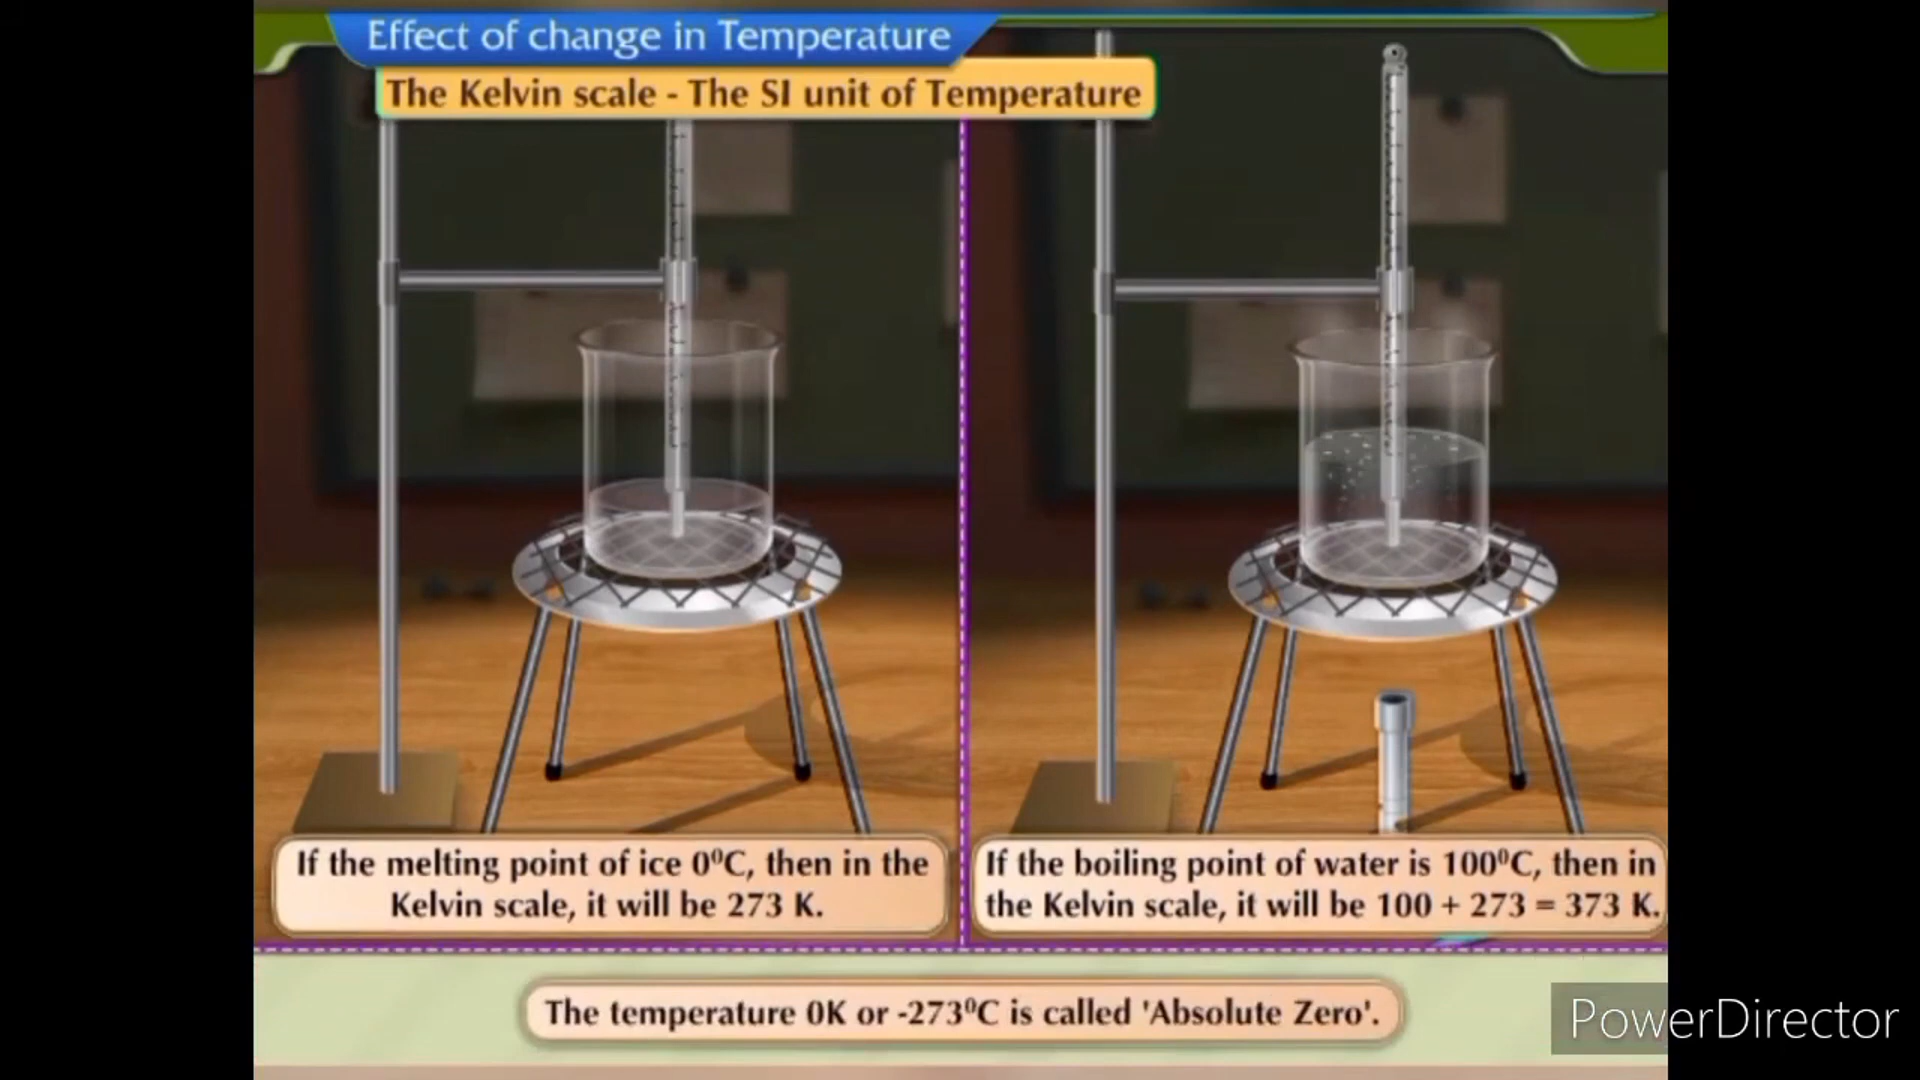 Effect of change in Temperature
The Kelvin scale - The SI unit of Temperature
If the melting point of ice 0⁰C, then in the
Kelvin scale, it will be 273 K.
If the boiling point of water is 100⁰C, then in
the Kelvin scale, it will be 100 + 273 = 373 K.
The temperature 0K or -273⁰C is called 'Absolute Zero'.
PowerDirector